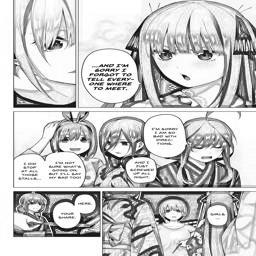 ...AND I'M
SORRY I
FORGOT TO
TELL EVERY-
ONE WHERE
TO MEET.
I'M SORRY
I AM SO
BAD WITH
DIREC-
TIONS.
AND I
JUST
SCREWED UP
ALL NIGHT.
I'M NOT
SURE WHAT'S
GOING ON,
BUT I'LL SAY
MY BAD TOO!
I DID
STOP AT
ALL
THOSE
STALLS...
GIRLS...
HERE.
YOUR
SHARE.